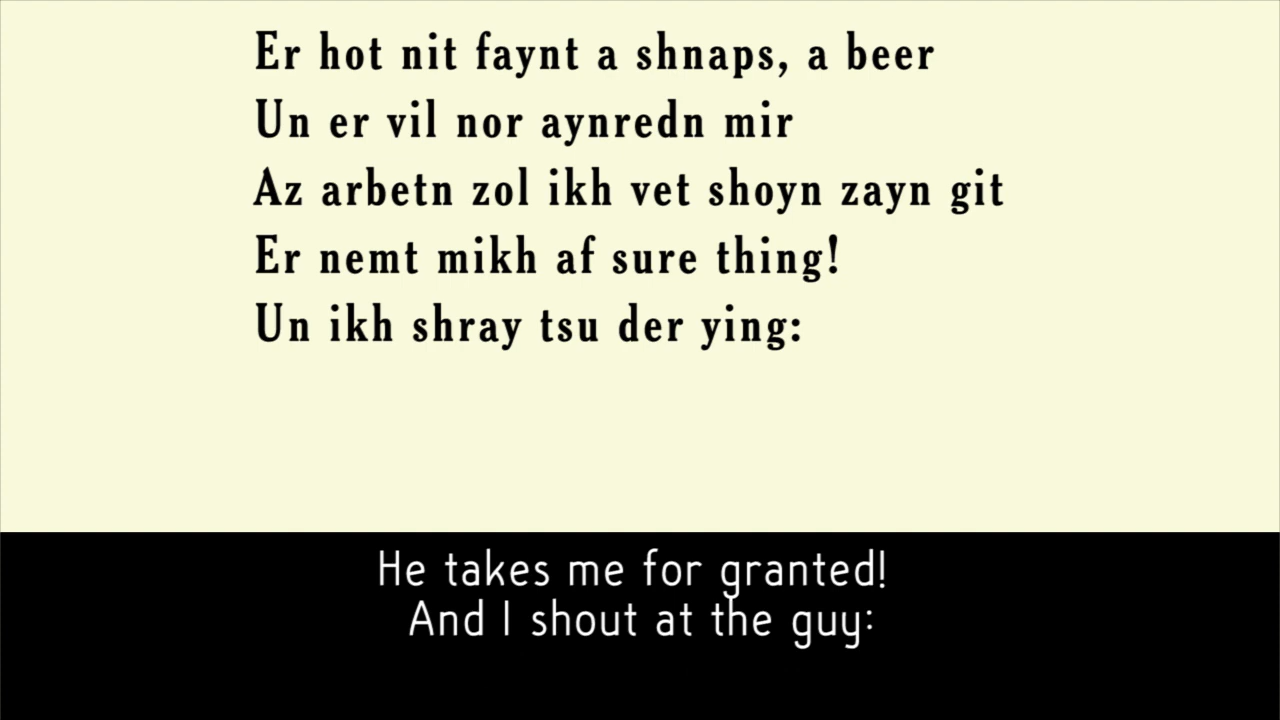 Er hot nit faynt a shnaps, a beer
Un er vil nor aynredn mir
Az arbetn zol ikh vet shoyn zayn git
Er nemt mikh af sure thing!
Un ikh shray tsu der ying:
He takes me for granted!
And I shout at the guy: